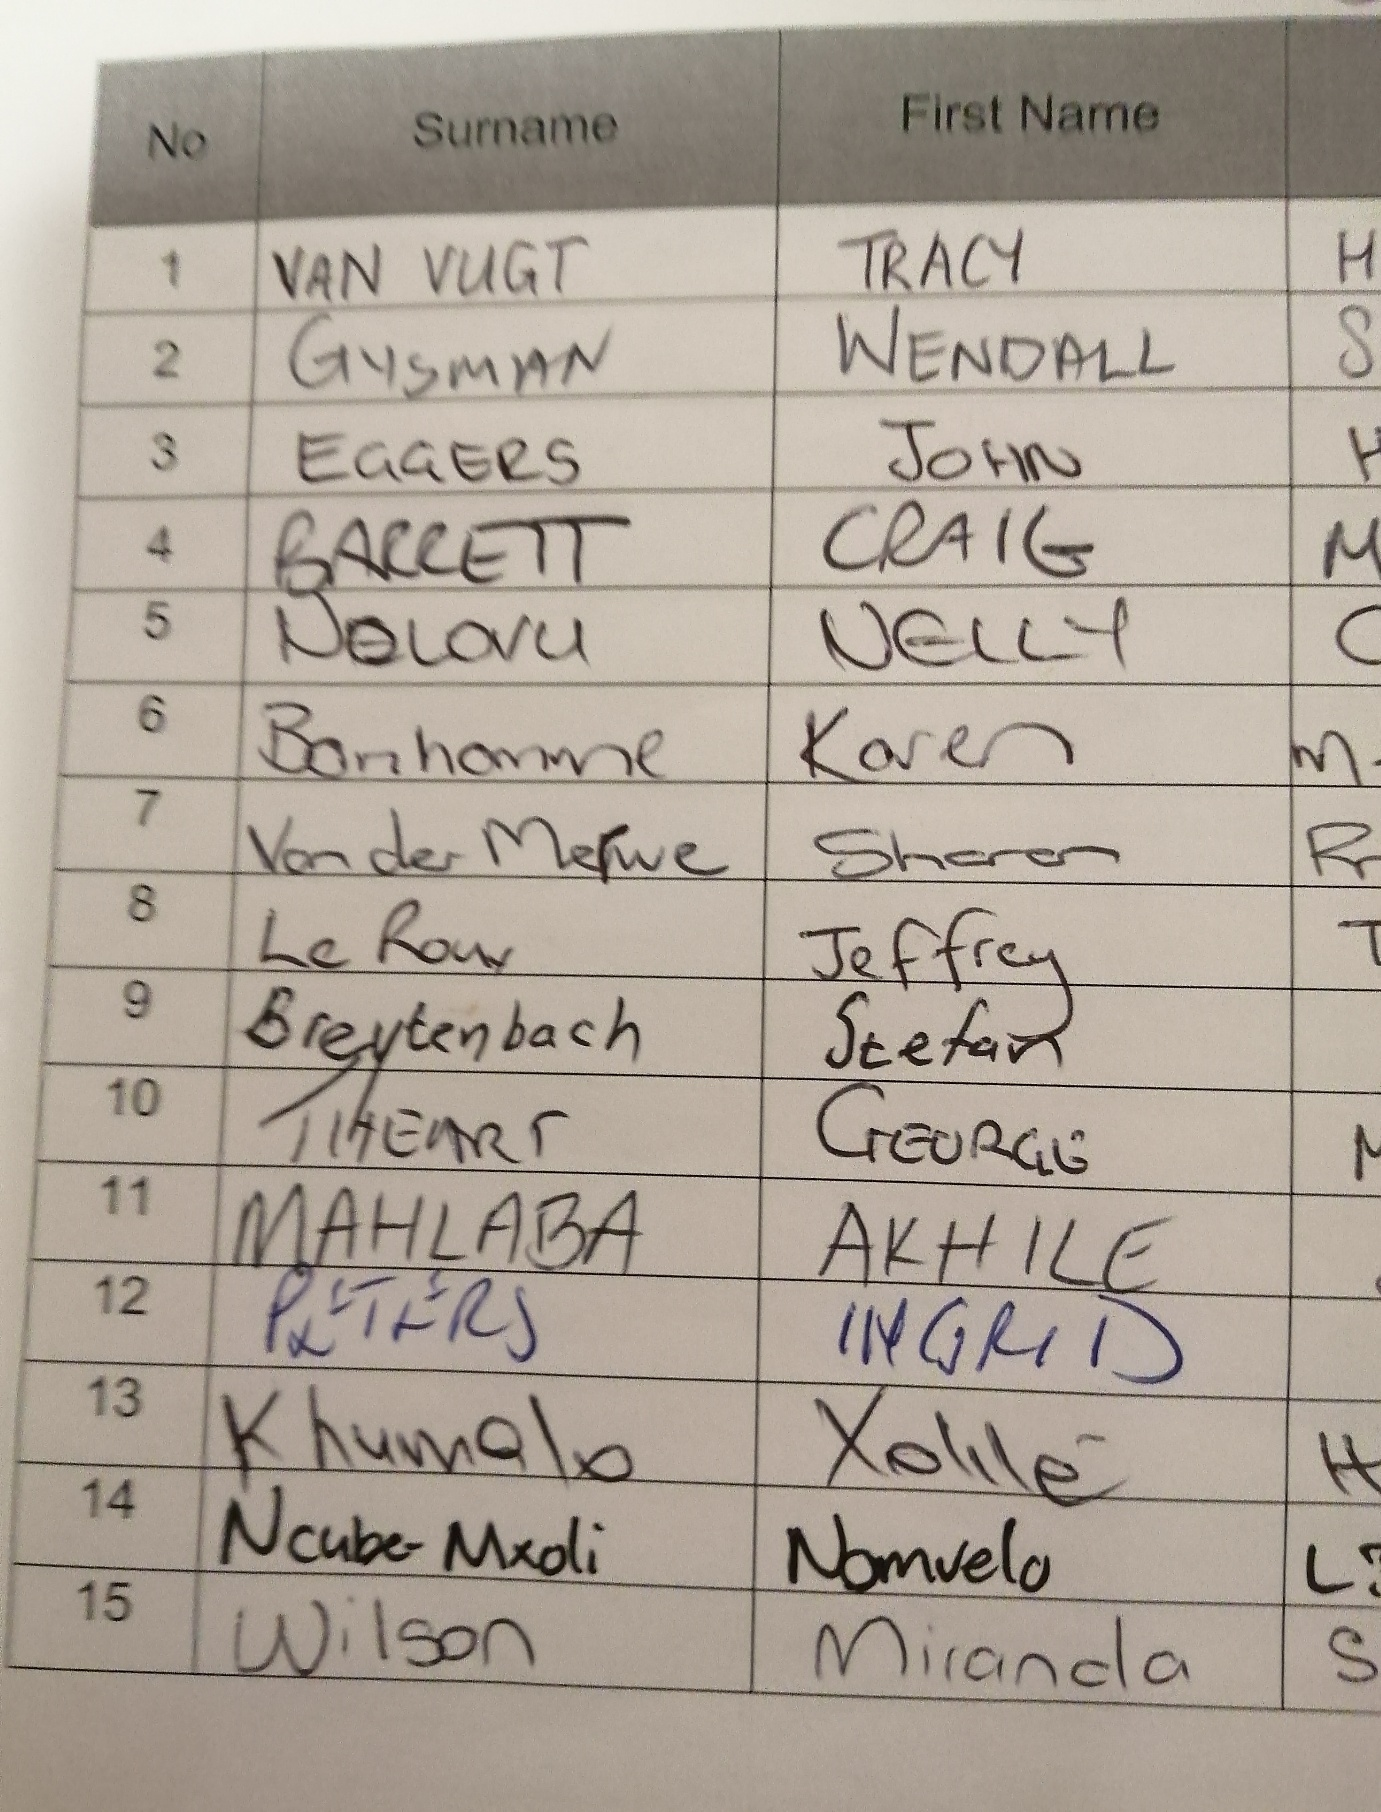 No Surname First Name
1 VAN VUGT TRACY H
2 GYSMAN WENDALL S
3 EGGERS JOHN H
4 BARRETT CRAIG M
5 NDLOVU NELLY C
6 Bonhomme Karen M.
7 Van der Merwe Sharon
8 Le Roux Jeffrey T
9 Breytenbach Stefan
10 THEART GEORGE M
11 MAHLABA AKHILE
12 PETERS INGRID
13 Khumalo Xolile H
14 Ncube-Mxoli Nomvelo L
15 Wilson Miranda S